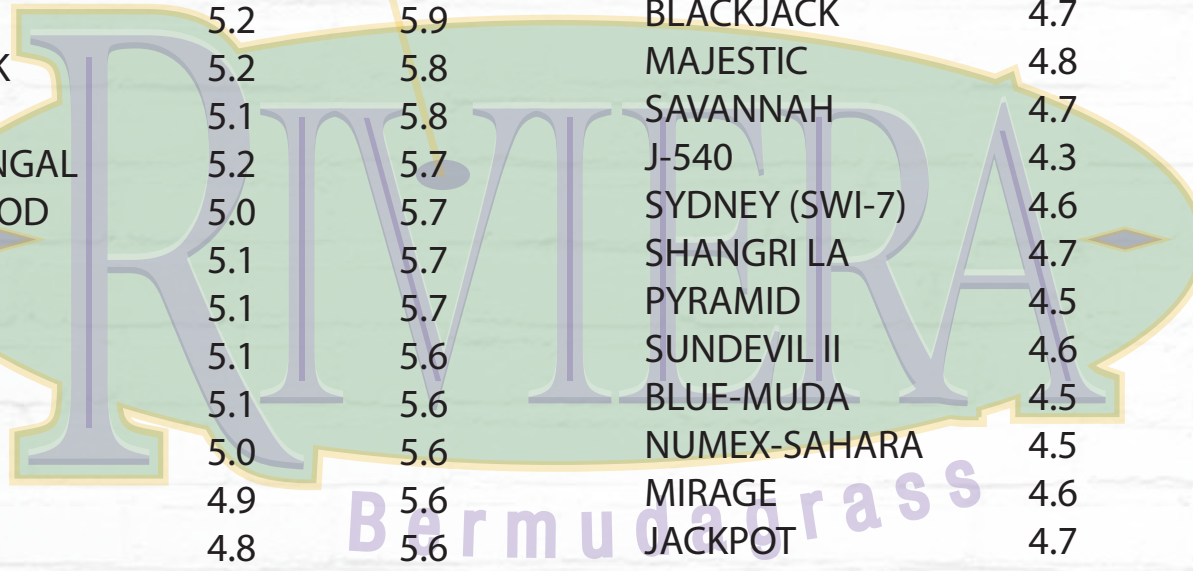 5.2 5.9 BLACKJACK 4.7
K 5.2 5.8 MAJESTIC 4.8
5.1 5.8 SAVANNAH 4.7
NGAL 5.2 5.7 J-540 4.3
OD 5.0 5.7 SYDNEY (SWI-7) 4.6
5.1 5.7 SHANGRI LA 4.7
5.1 5.7 PYRAMID 4.5
5.1 5.6 SUNDEVIL II 4.6
5.1 5.6 BLUE-MUDA 4.5
5.0 5.6 NUMEX-SAHARA 4.5
4.9 5.6 MIRAGE 4.6
4.8 5.6 JACKPOT 4.7
RIVIERA
Bermudagrass